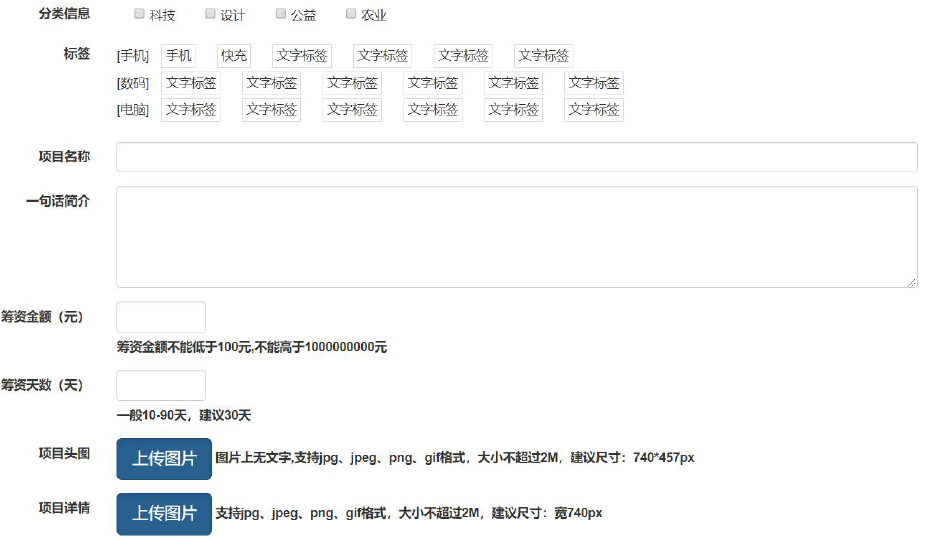 分类信息 科技 设计 公益 农业
标签 [手机] 手机 快充 文字标签 文字标签 文字标签 文字标签
[数码] 文字标签 文字标签 文字标签 文字标签 文字标签 文字标签
[电脑] 文字标签 文字标签 文字标签 文字标签 文字标签 文字标签
项目名称
一句话简介
筹资金额（元）
筹资金额不能低于100元,不能高于1000000000元
筹资天数（天）
一般10-90天，建议30天
项目头图 上传图片 图片上无文字,支持jpg、jpeg、png、gif格式，大小不超过2M，建议尺寸：740*457px
项目详情 上传图片 支持jpg、jpeg、png、gif格式，大小不超过2M，建议尺寸：宽740px